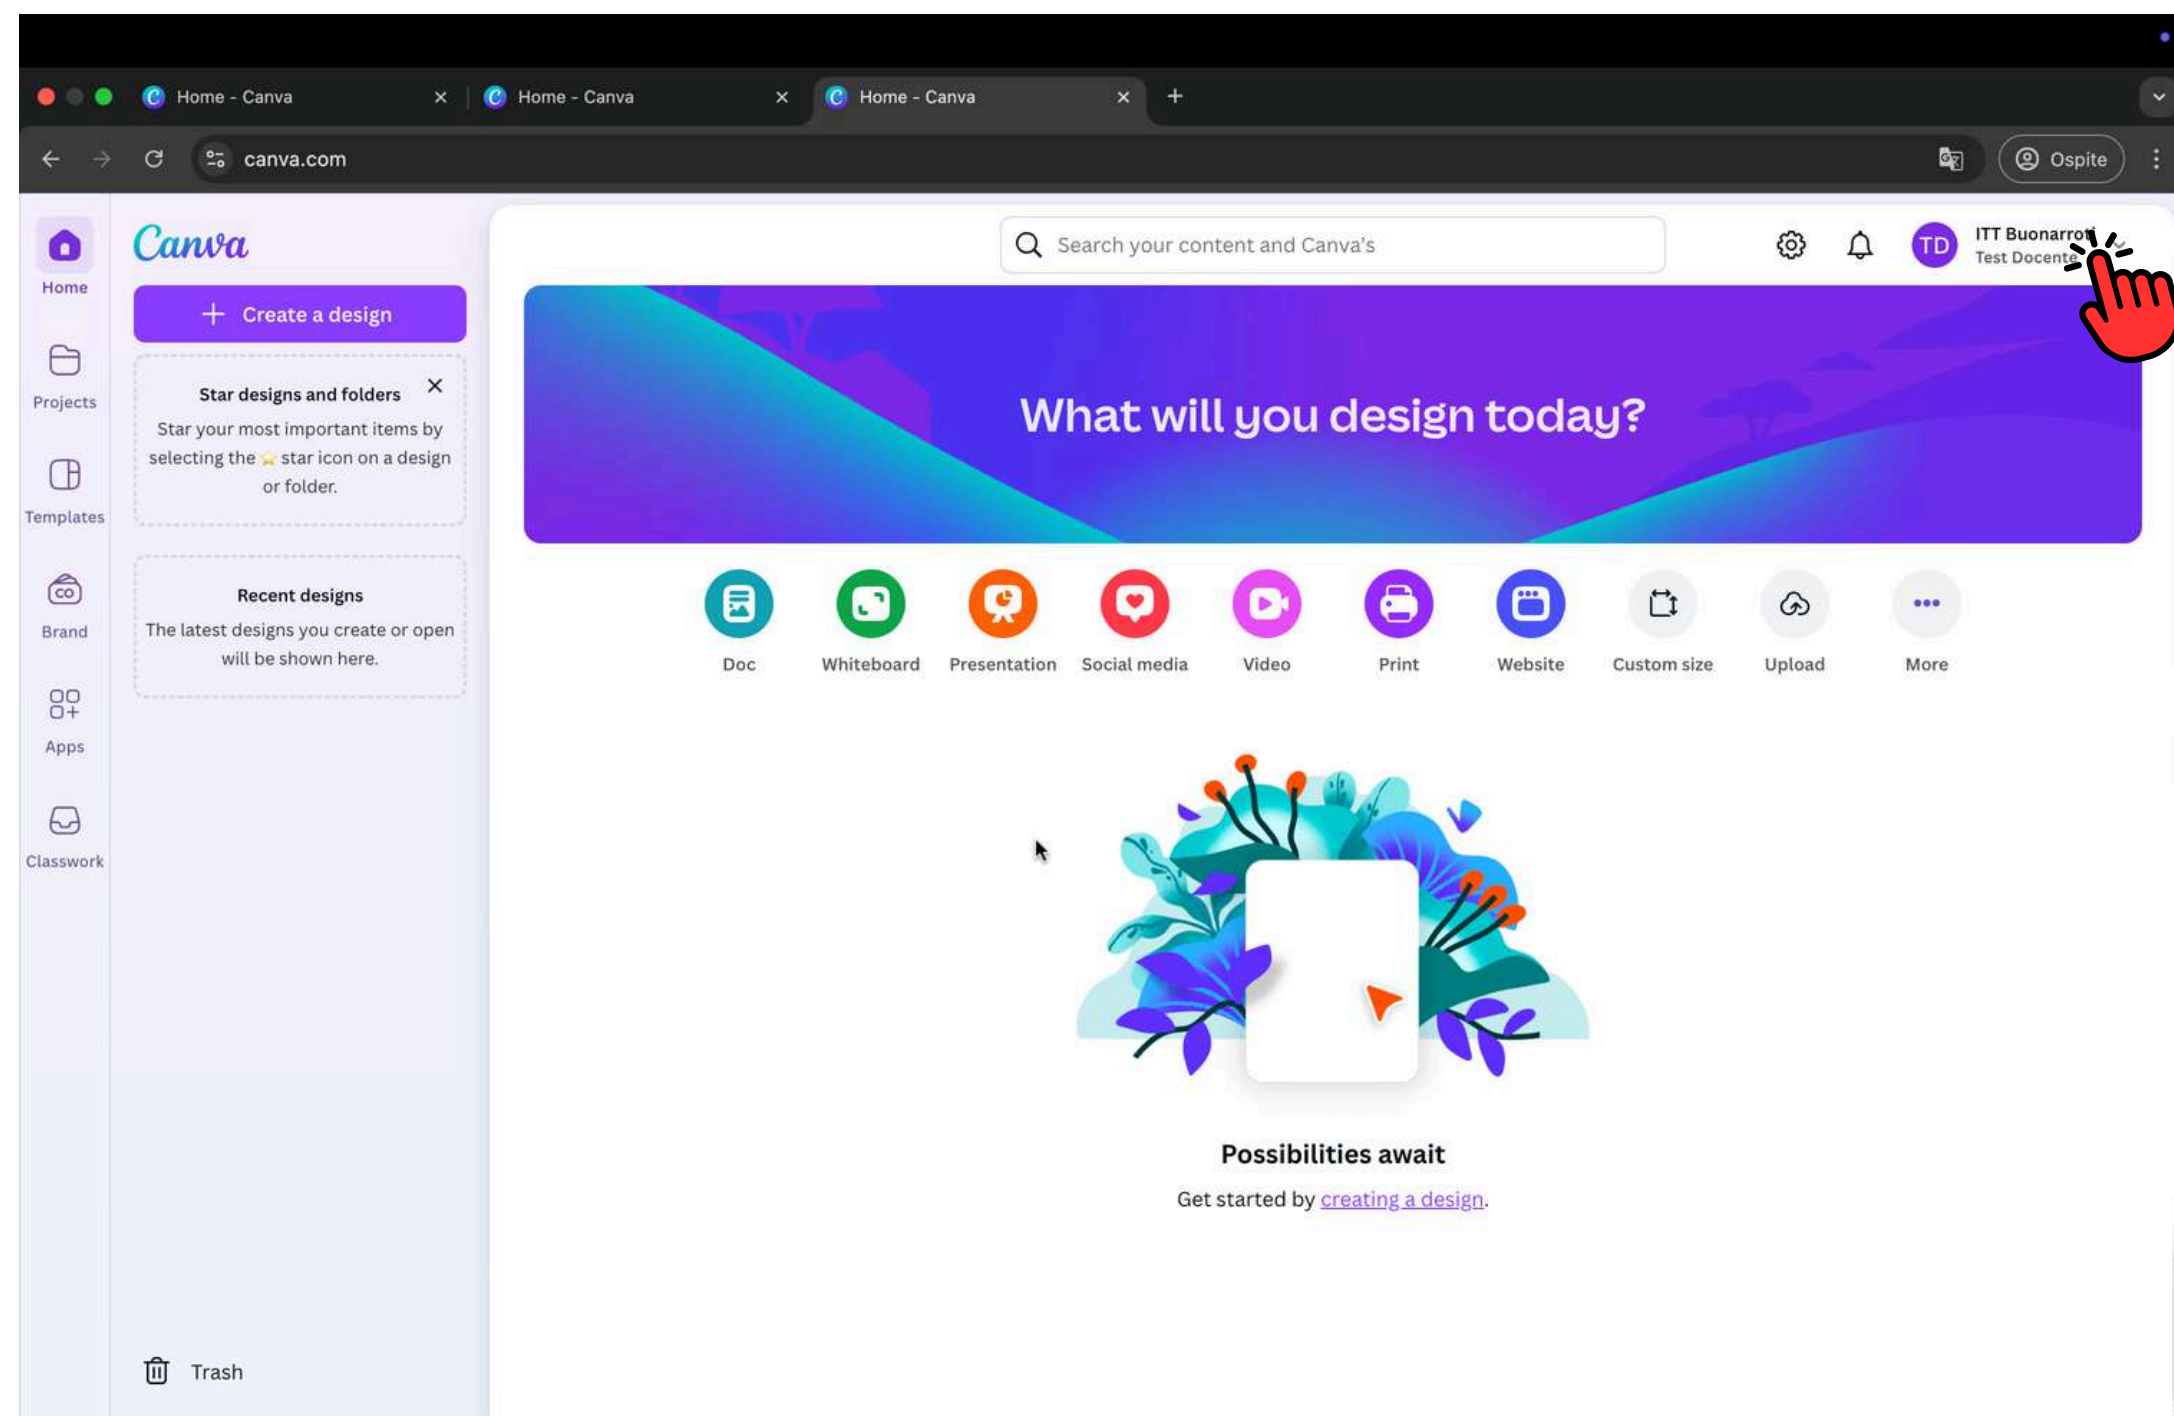 Home - Canva
Home - Canva
Home - Canva
canva.com
Ospite
Canva
Search your content and Canva's
TD
ITT Buonarroti
Test Docente
Home
Create a design
Projects
Star designs and folders
Star your most important items by
selecting the ⭐ star icon on a design
or folder.
What will you design today?
Templates
Brand
CO
Recent designs
The latest designs you create or open
will be shown here.
Doc
Whiteboard
Presentation
Social media
Video
Print
Website
Custom size
Upload
More
Apps
Classwork
Possibilities await
Get started by creating a design.
Trash